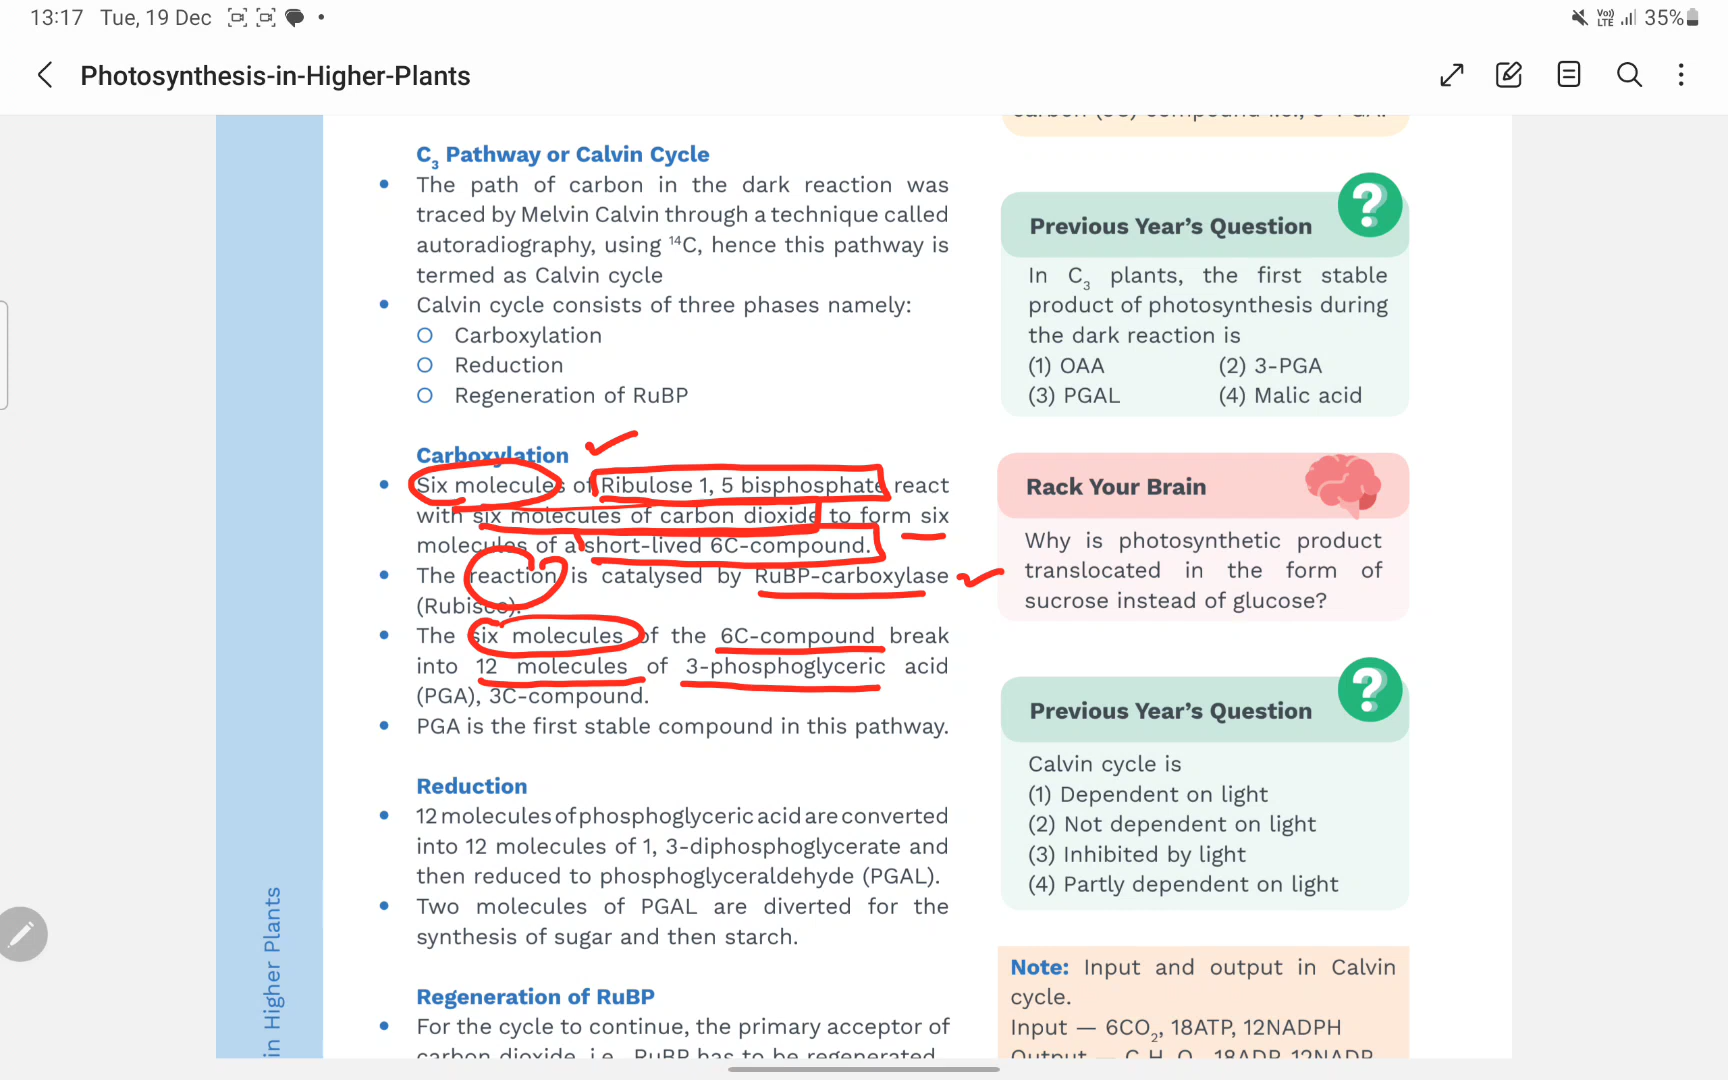 13:17 Tue, 19 Dec
Vo))
LTE
35%
Photosynthesis-in-Higher-Plants
C3 Pathway or Calvin Cycle
• The path of carbon in the dark reaction was
traced by Melvin Calvin through a technique called
autoradiography, using ¹⁴C, hence this pathway is
termed as Calvin cycle
• Calvin cycle consists of three phases namely:
O Carboxylation
O Reduction
O Regeneration of RuBP
Carboxylation
• Six molecules of Ribulose 1, 5 bisphosphate react
with six molecules of carbon dioxide to form six
molecules of a short-lived 6C-compound.
• The reaction is catalysed by RuBP-carboxylase
(Rubisco).
• The six molecules of the 6C-compound break
into 12 molecules of 3-phosphoglyceric acid
(PGA), 3C-compound.
• PGA is the first stable compound in this pathway.
Reduction
• 12 molecules of phosphoglyceric acid are converted
into 12 molecules of 1, 3-diphosphoglycerate and
then reduced to phosphoglyceraldehyde (PGAL).
• Two molecules of PGAL are diverted for the
synthesis of sugar and then starch.
Regeneration of RuBP
• For the cycle to continue, the primary acceptor of
carbon dioxide, i.e., RuBP has to be regenerated.
Previous Year's Question
?
In C3 plants, the first stable
product of photosynthesis during
the dark reaction is
(1) OAA (2) 3-PGA
(3) PGAL (4) Malic acid
Rack Your Brain
Why is photosynthetic product
translocated in the form of
sucrose instead of glucose?
Previous Year's Question
?
Calvin cycle is
(1) Dependent on light
(2) Not dependent on light
(3) Inhibited by light
(4) Partly dependent on light
Note: Input and output in Calvin
cycle.
Input — 6CO2, 18ATP, 12NADPH
in Higher Plants